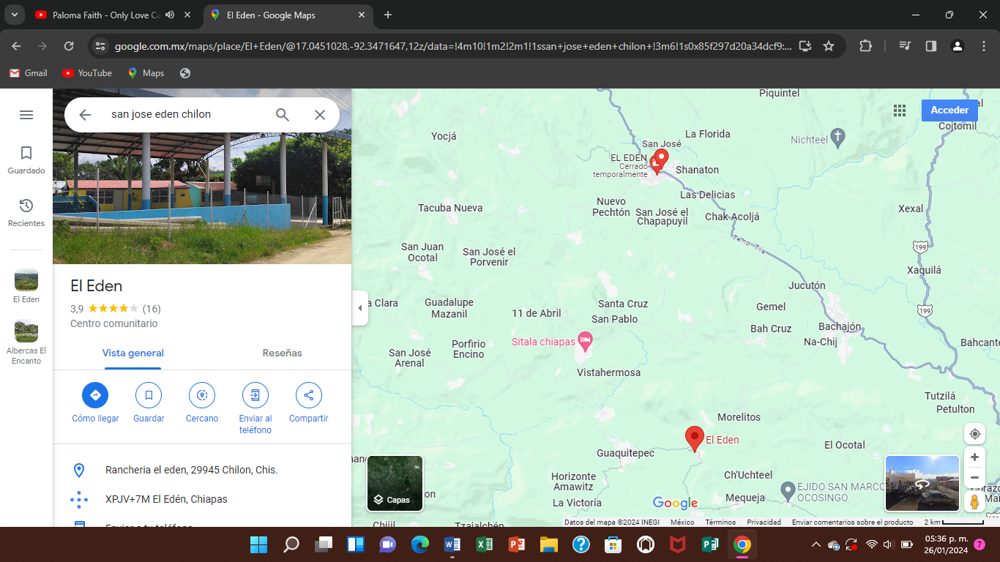 Paloma Faith - Only Love Ca
El Eden - Google Maps
google.com.mx/maps/place/El+Eden/@17.0451028,-92.3471647,12z/data=!4m10!1m2!2m1!1ssan+jose+eden+chilon+!3m6!1s0x85f297d20a34dcf9:...
Gmail
YouTube
Maps
san jose eden chilon
Guardado
Recientes
El Eden
Albercas El
Encanto
El Eden
3,9 (16)
Centro comunitario
Vista general
Reseñas
Cómo llegar
Guardar
Cercano
Enviar al
teléfono
Compartir
Rancheria el eden, 29945 Chilon, Chis.
XPJV+7M El Edén, Chiapas
Enviar a tu teléfono
Piquintel
Acceder
Cojtomil
Nichteel
La Florida
Yocjá
San José
EL EDEN
Cerrado
temporalmente
Shanaton
Las Delicias
Nuevo
Pechtón
San José el
Chapapuyil
Chak Acoljá
Tacuba Nueva
Xexal
Temo-Tla
199
San Juan
Ocotal
San José el
Porvenir
Xaquilá
Jucutón
199
a Clara
Guadalupe
Mazanil
11 de Abril
Santa Cruz
San Pablo
Gemel
Bah Cruz
Bachajón
Na-Chij
Bahcante
Sitala chiapas
Porfirio
Encino
San José
Arenal
Vistahermosa
Tutzilá
Petulton
Morelitos
El Eden
El Ocotal
Guaquitepec
Horizonte
Amawitz
La Victoria
Ch'Uchteel
Mequeja
EJIDO SAN MARCO
OCOSINGO
Capas
Google
Tzajalchén
Datos del mapa ©2024 INEGI
México
Términos
Privacidad
Enviar comentarios sobre el producto
2 km
05:36 p. m.
26/01/2024
7